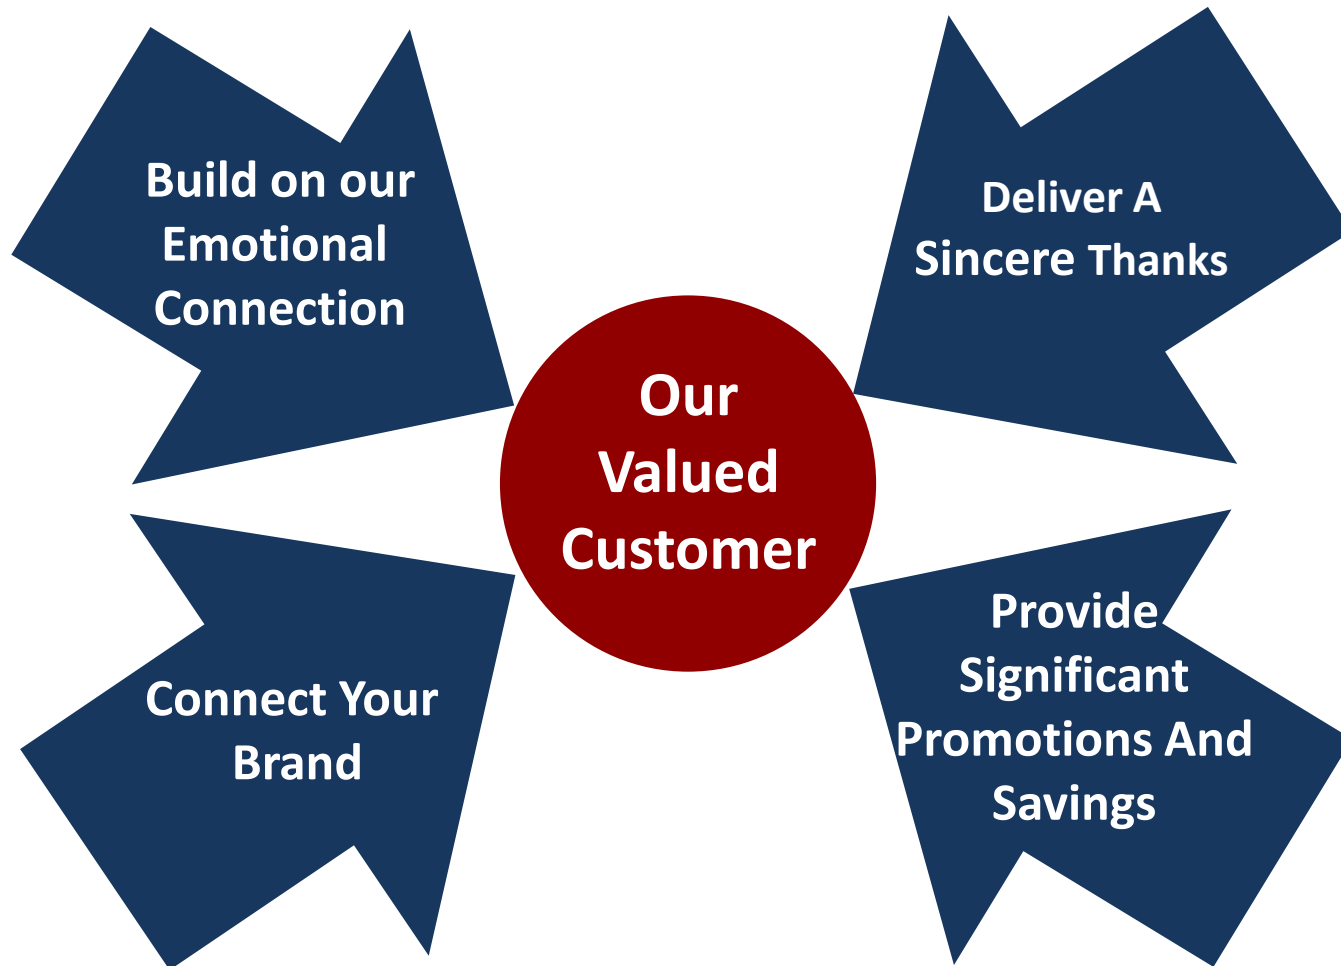 Build on our
Emotional
Connection
Deliver A
Sincere Thanks
Our
Valued
Customer
Connect Your
Brand
Provide
Significant
Promotions And
Savings